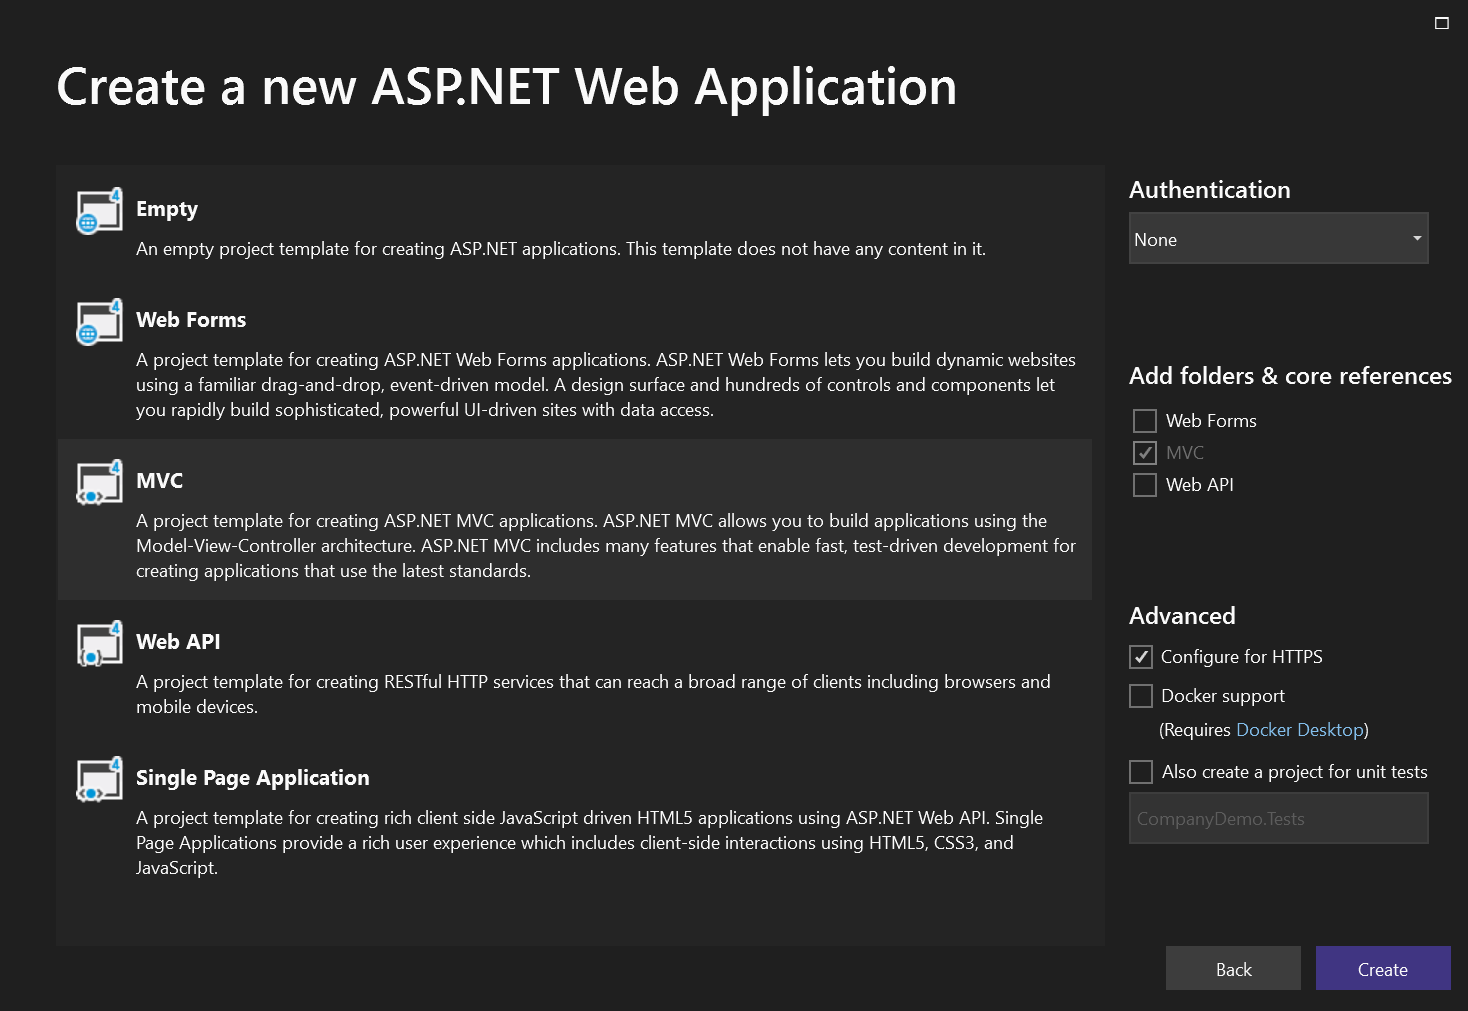 Create a new ASP.NET Web Application
Empty
An empty project template for creating ASP.NET applications. This template does not have any content in it.
Web Forms
A project template for creating ASP.NET Web Forms applications. ASP.NET Web Forms lets you build dynamic websites
using a familiar drag-and-drop, event-driven model. A design surface and hundreds of controls and components let
you rapidly build sophisticated, powerful UI-driven sites with data access.
MVC
A project template for creating ASP.NET MVC applications. ASP.NET MVC allows you to build applications using the
Model-View-Controller architecture. ASP.NET MVC includes many features that enable fast, test-driven development for
creating applications that use the latest standards.
Web API
A project template for creating RESTful HTTP services that can reach a broad range of clients including browsers and
mobile devices.
Single Page Application
A project template for creating rich client side JavaScript driven HTML5 applications using ASP.NET Web API. Single
Page Applications provide a rich user experience which includes client-side interactions using HTML5, CSS3, and
JavaScript.
Authentication
None
Add folders & core references
Web Forms
MVC
Web API
Advanced
Configure for HTTPS
Docker support
(Requires Docker Desktop)
Also create a project for unit tests
CompanyDemo.Tests
Back
Create